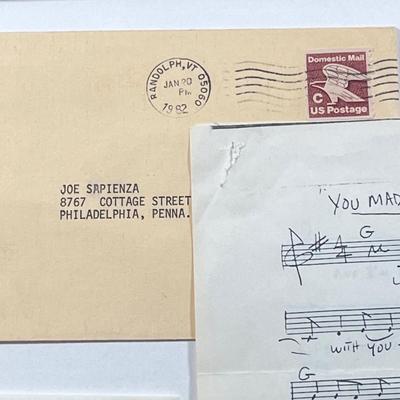 RANDOLPH, VT 05060
JAN 20
PM
1982
Domestic Mail
C
US Postage
JOE SAPIENZA
8767 COTTAGE STREET
PHILADELPHIA, PENNA.
"YOU MAD
G
WITH YOU
G